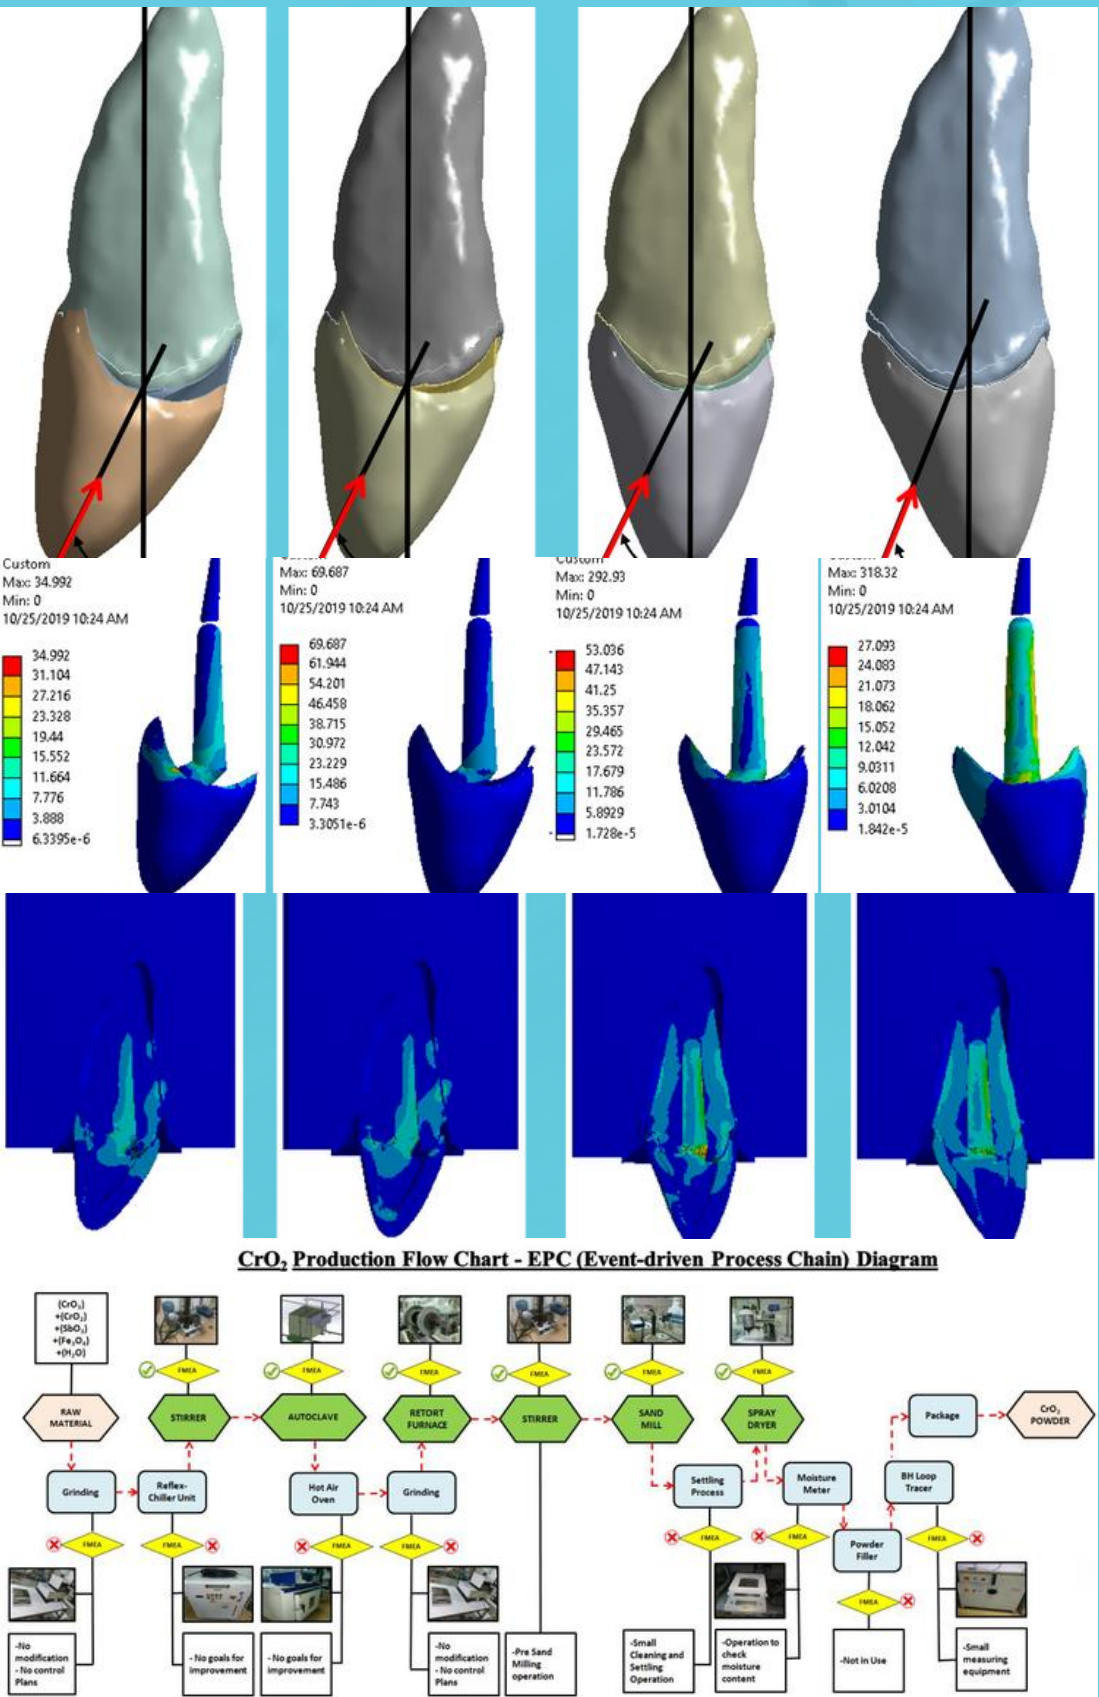 Custom
Max: 34.992
Min: 0
10/25/2019 10:24 AM
34.992
31.104
27.216
23.328
19.44
15.552
11.664
7.776
3.888
6.3395e-6
Max: 69.687
Min: 0
10/25/2019 10:24 AM
69.687
61.944
54.201
46.458
38.715
30.972
23.229
15.486
7.743
3.3051e-6
Custom
Max: 292.93
Min: 0
10/25/2019 10:24 AM
53.036
47.143
41.25
35.357
29.465
23.572
17.679
11.786
5.8929
1.728e-5
Max: 318.32
Min: 0
10/25/2019 10:24 AM
27.093
24.083
21.073
18.062
15.052
12.042
9.0311
6.0208
3.0104
1.842e-5
CrO₂ Production Flow Chart - EPC (Event-driven Process Chain) Diagram
(CrO₃)
+(CrO₂)
+(SbO₃)
+(Fe₃O₄)
+(H₂O)
FMEA
FMEA
FMEA
FMEA
FMEA
FMEA
RAW
MATERIAL
STIRRER
AUTOCLAVE
RETORT
FURNACE
STIRRER
SAND
MILL
SPRAY
DRYER
Package
CrO₂
POWDER
Grinding
Reflex-
Chiller Unit
Hot Air
Oven
Grinding
Settling
Process
Moisture
Meter
BH Loop
Tracer
Powder
Filler
FMEA
FMEA
FMEA
FMEA
FMEA
FMEA
FMEA
FMEA
-No
modification
- No control
Plans
- No goals for
improvement
- No goals for
improvement
-No
modification
- No control
Plans
-Pre Sand
Milling
operation
-Small
Cleaning and
Settling
Operation
-Operation to
check
moisture
content
-Not in Use
-Small
measuring
equipment